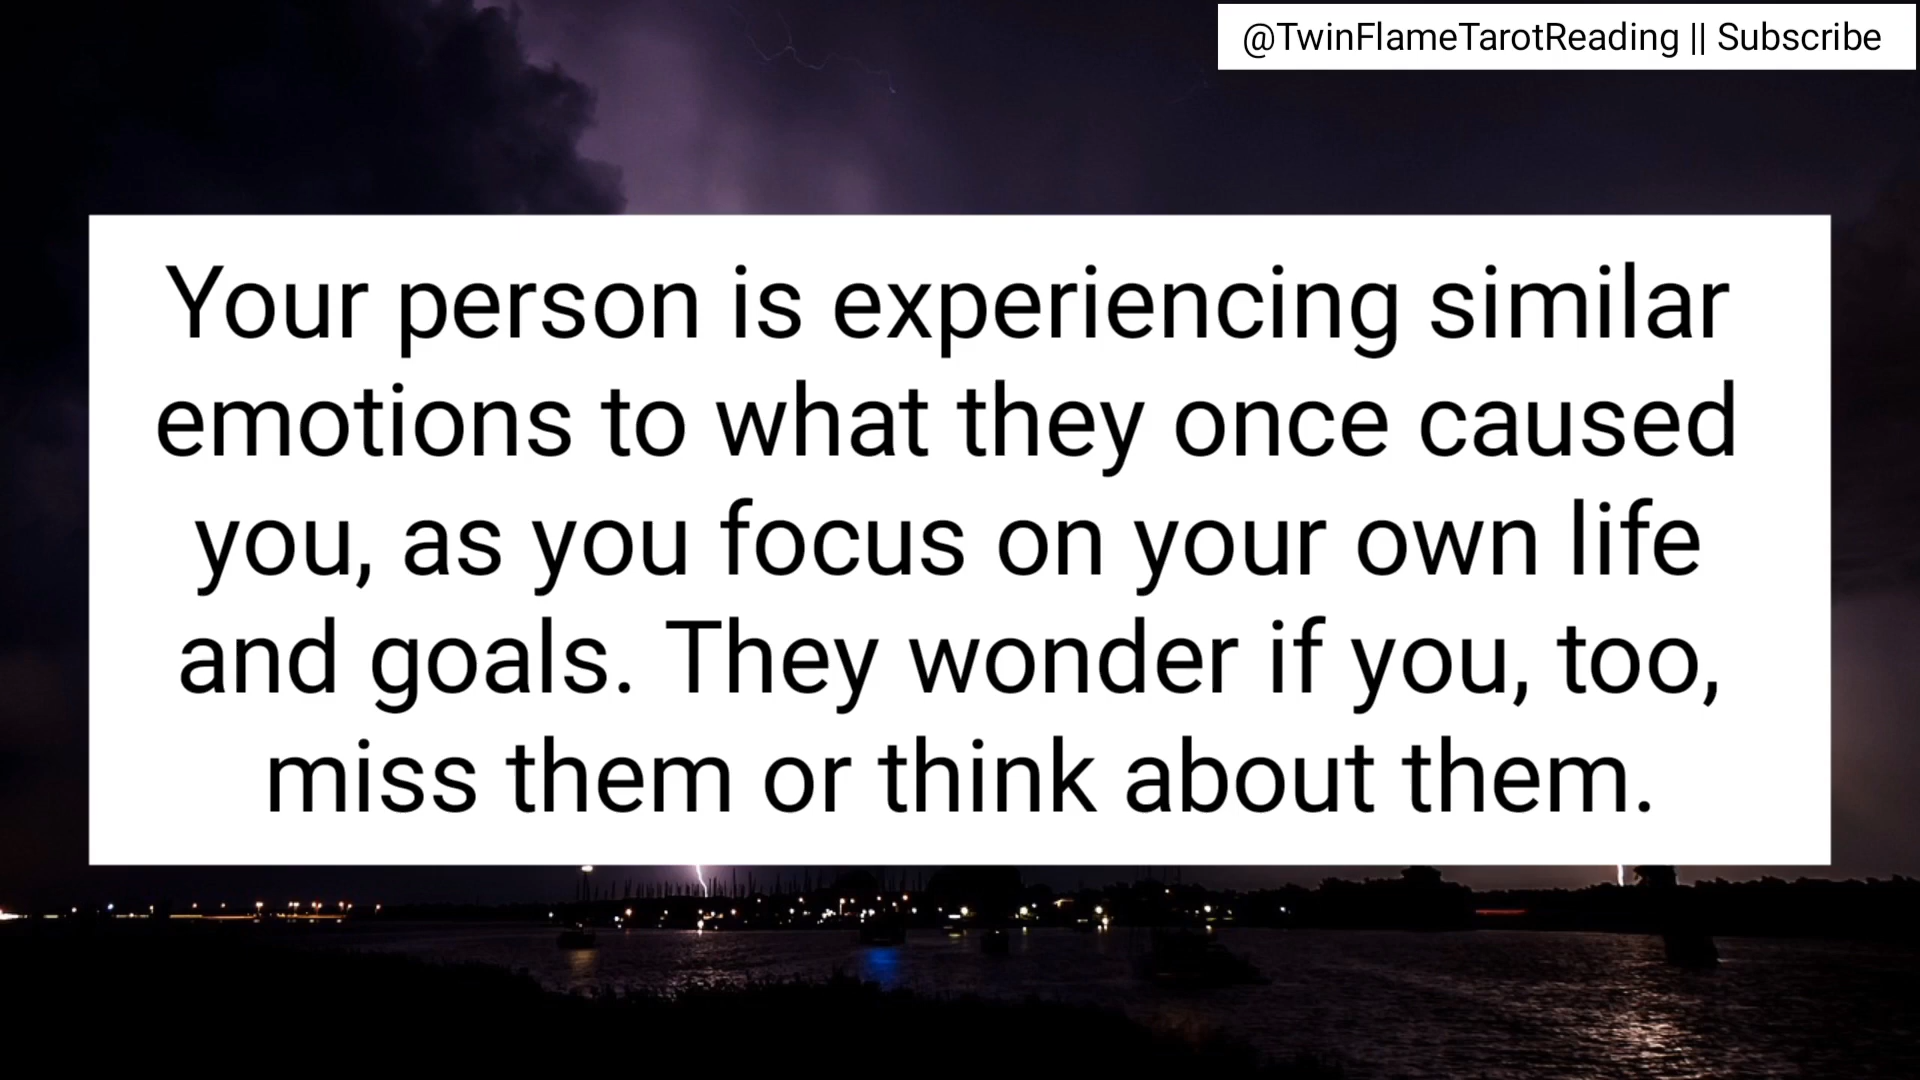 @TwinFlameTarotReading || Subscribe
Your person is experiencing similar
emotions to what they once caused
you, as you focus on your own life
and goals. They wonder if you, too,
miss them or think about them.